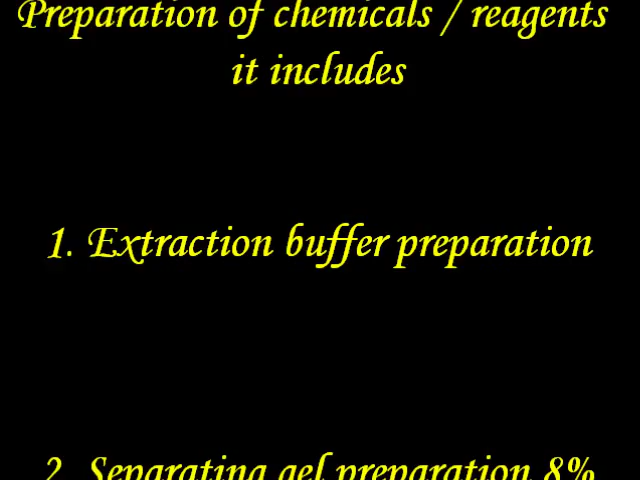 Preparation of chemicals / reagents
it includes
1. Extraction buffer preparation
2. Separating gel preparation 8%